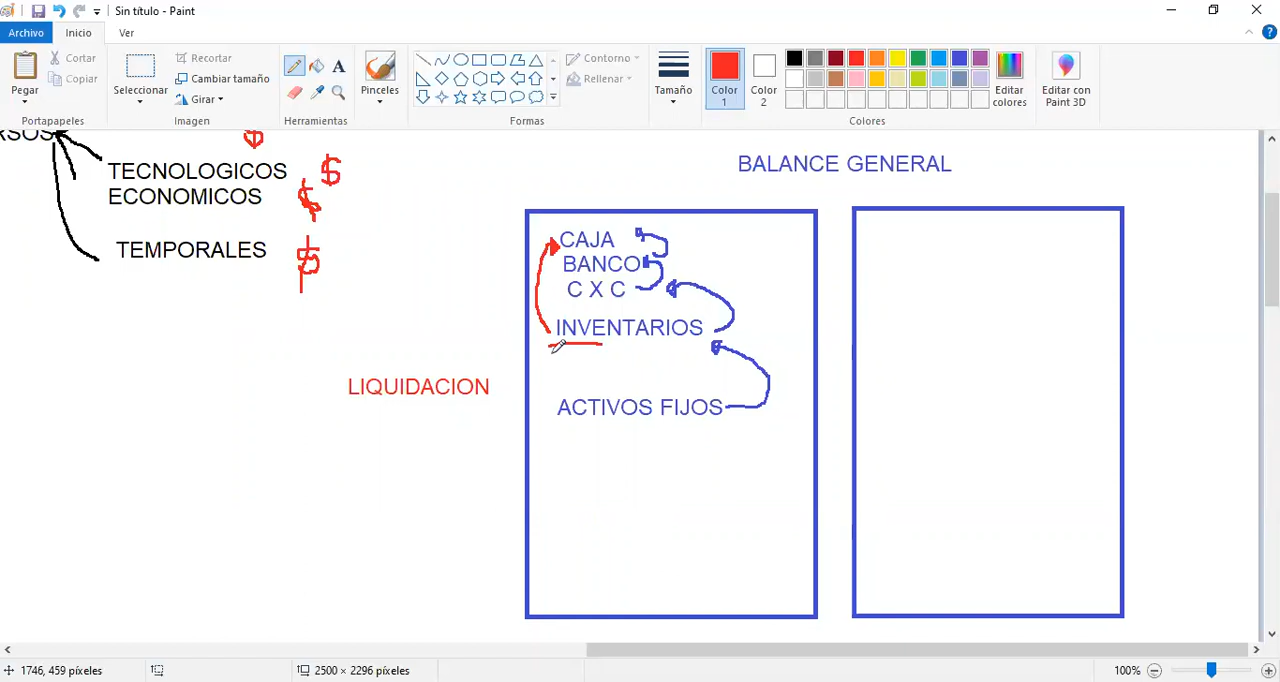 Sin título - Paint
Archivo Inicio Ver
Pegar
Cortar
Copiar
Portapapeles
Seleccionar
Recortar
Cambiar tamaño
Girar
Imagen
A
Herramientas
Pinceles
Contorno
Rellenar
Formas
Tamaño
Color 1
Color 2
Editar colores
Colores
Editar con Paint 3D
RSOS
$
TECNOLOGICOS $
ECONOMICOS $
TEMPORALES $
LIQUIDACION
BALANCE GENERAL
CAJA
BANCO
C X C
INVENTARIOS
ACTIVOS FIJOS
1746, 459 píxeles
2500 × 2296 píxeles
100%